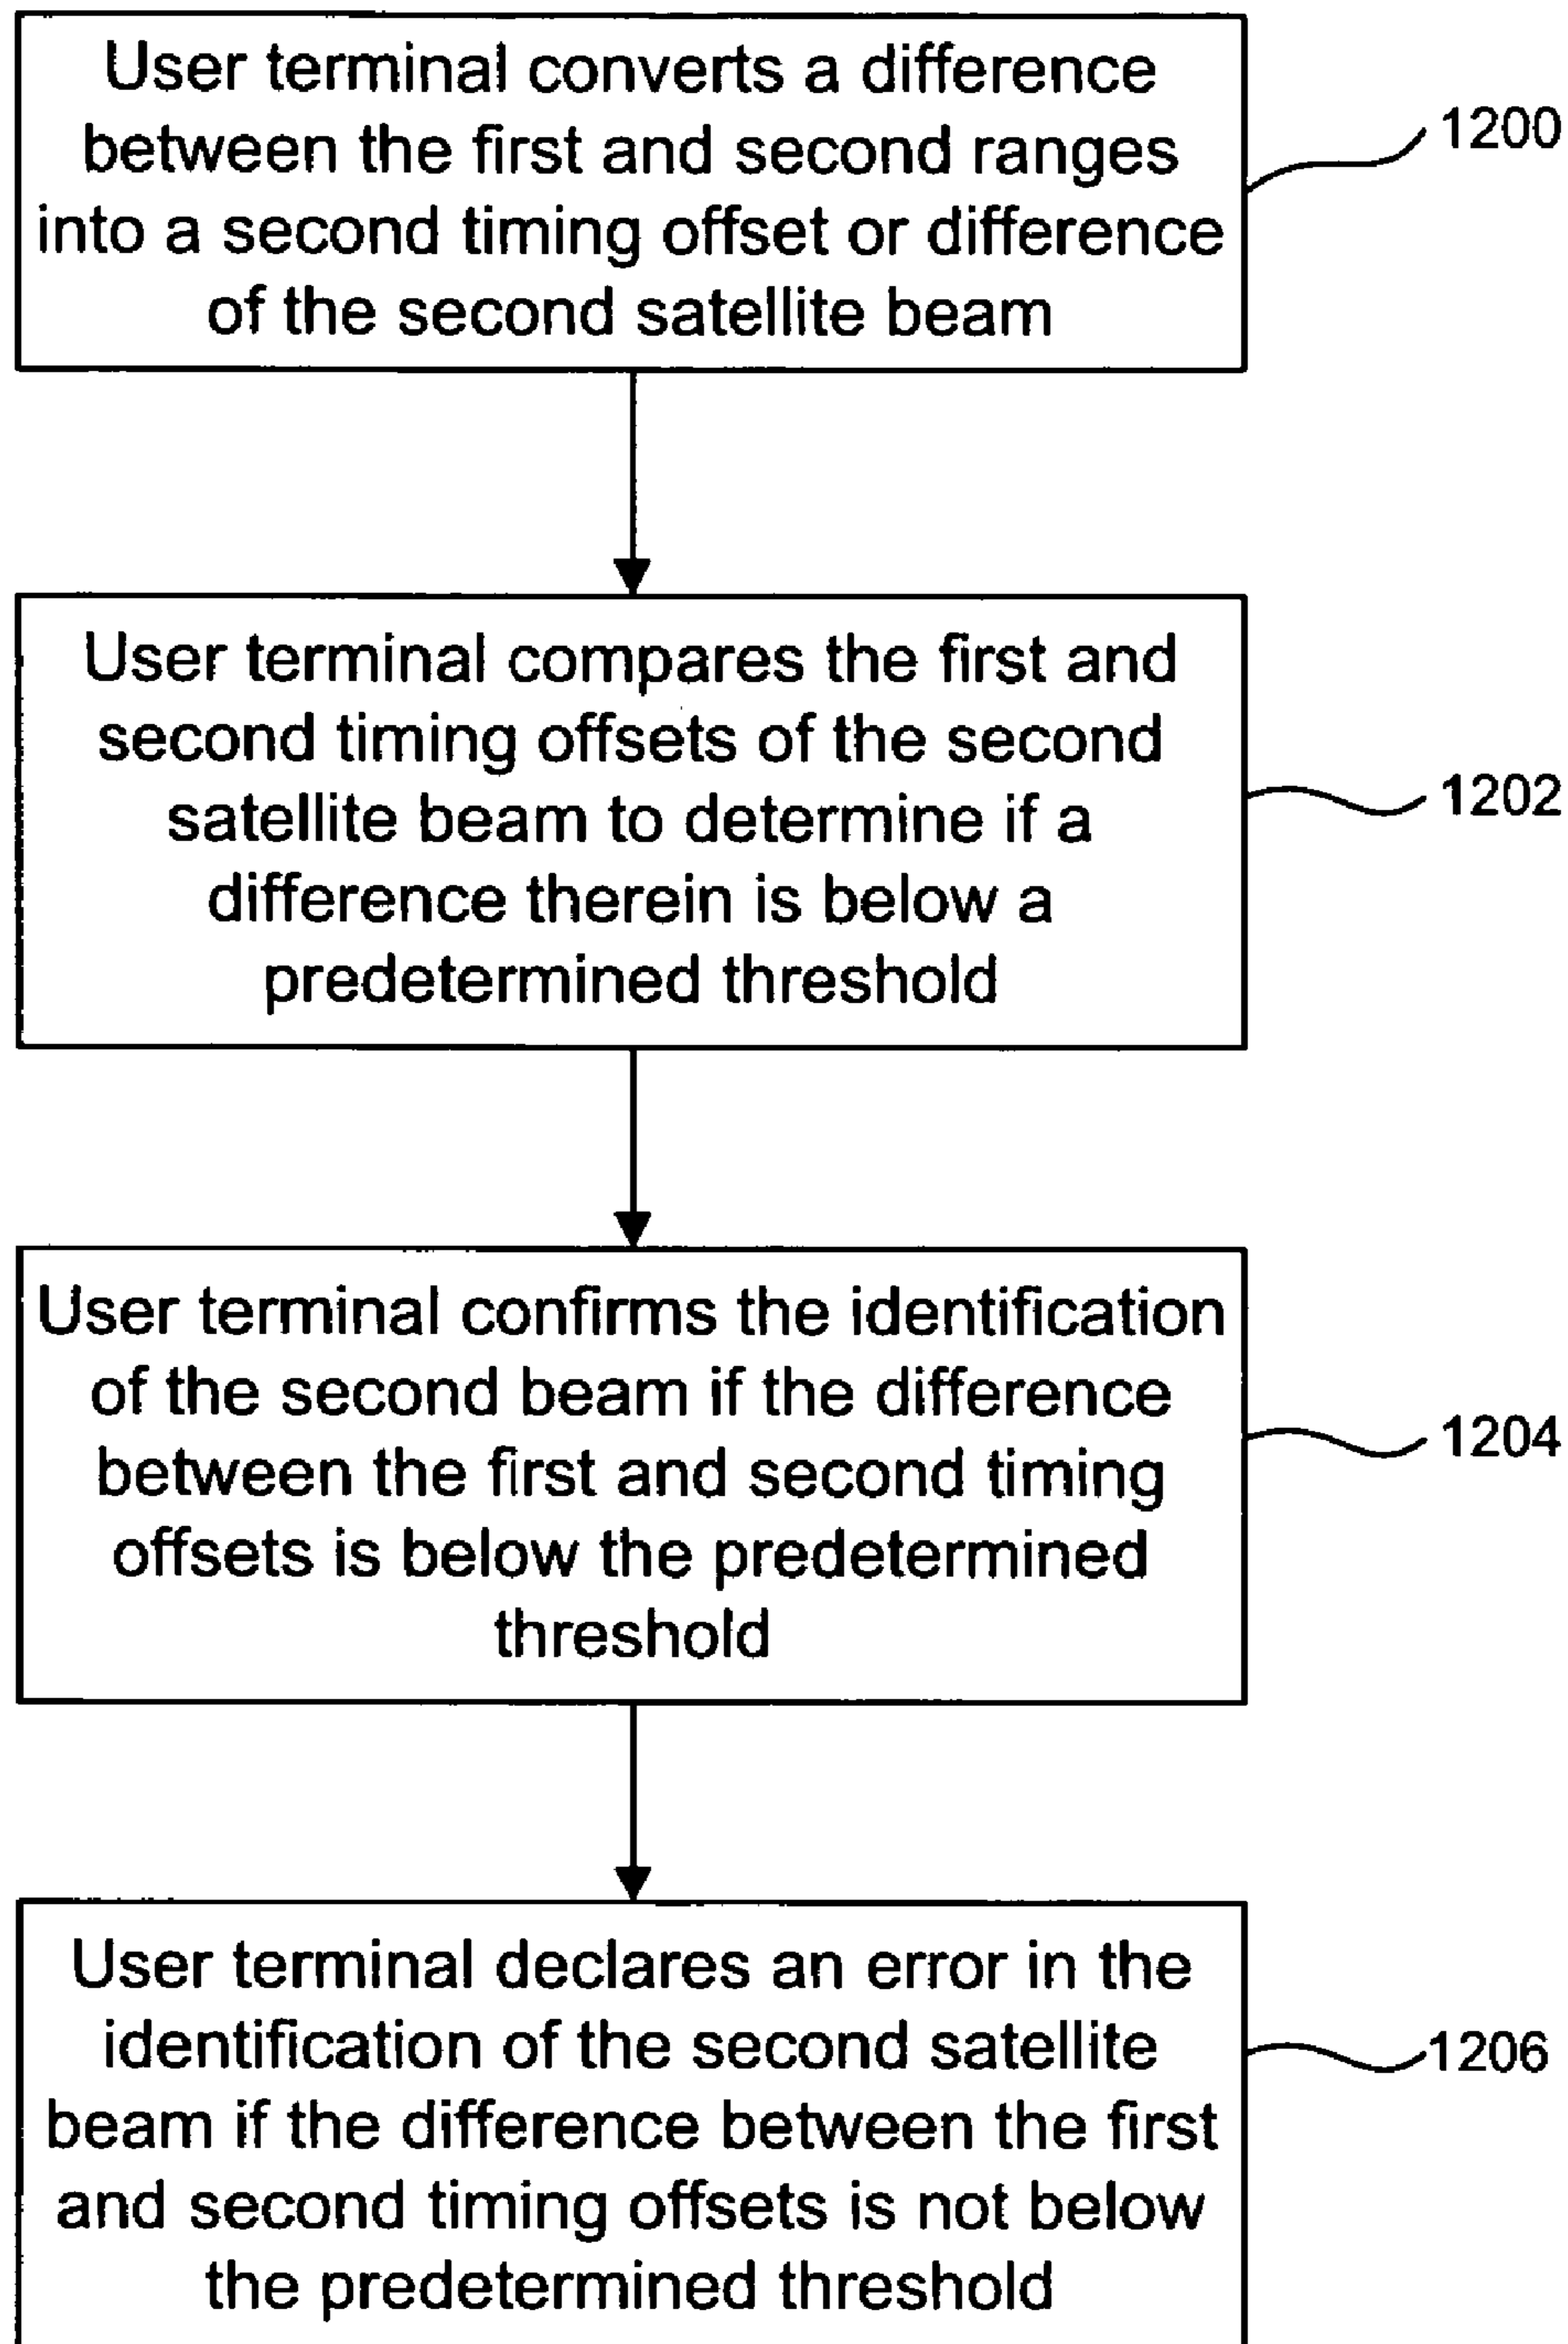 User terminal converts a difference
between the first and second ranges
into a second timing offset or difference
of the second satellite beam
1200
User terminal compares the first and
second timing offsets of the second
satellite beam to determine if a
difference therein is below a
predetermined threshold
1202
User terminal confirms the identification
of the second beam if the difference
between the first and second timing
offsets is below the predetermined
threshold
1204
User terminal declares an error in the
identification of the second satellite
beam if the difference between the first
and second timing offsets is not below
the predetermined threshold
1206